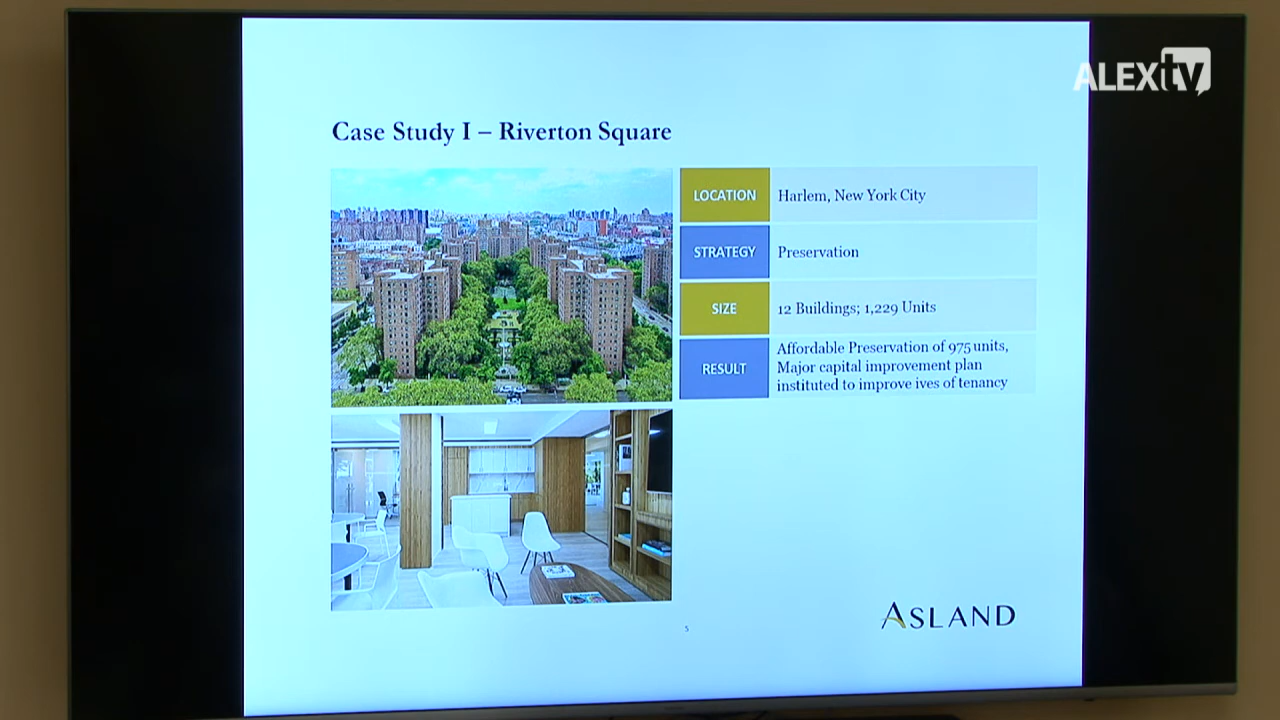 ALEXtv
Case Study I – Riverton Square
LOCATION
Harlem, New York City
STRATEGY
Preservation
SIZE
12 Buildings; 1,229 Units
RESULT
Affordable Preservation of 975 units,
Major capital improvement plan
instituted to improve ives of tenancy
5
ASLAND